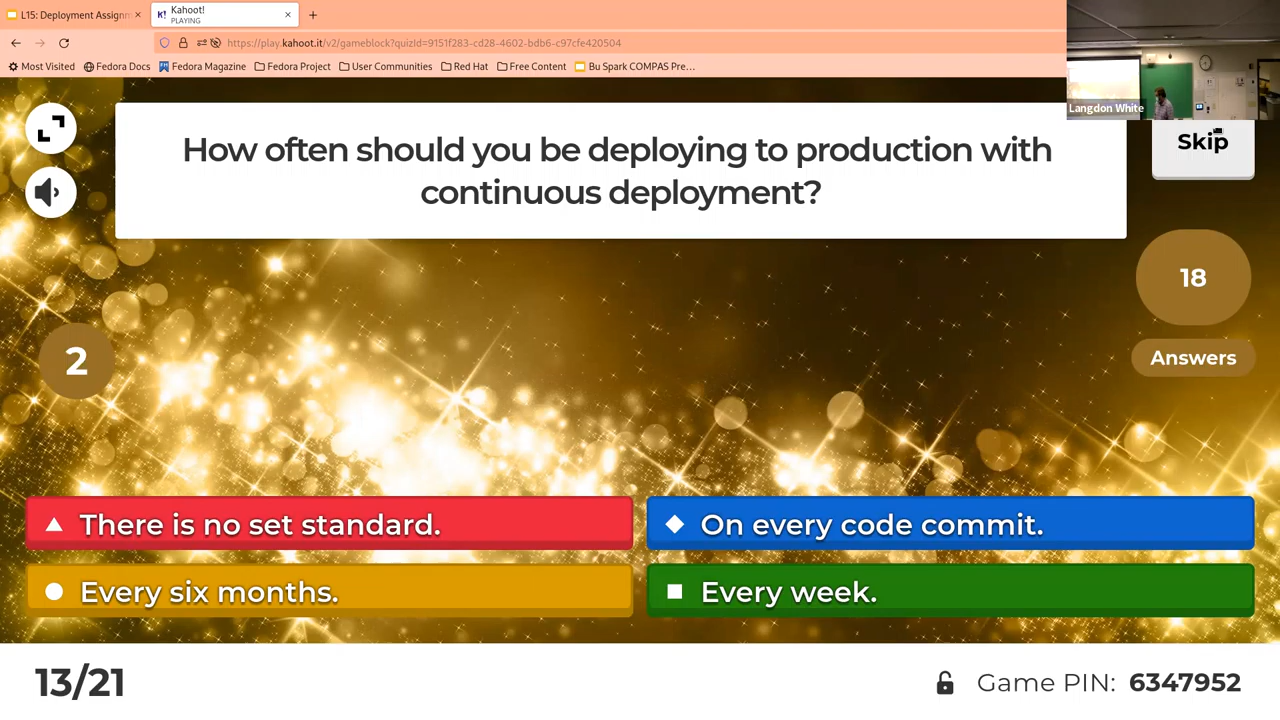 L15: Deployment Assignm
Kahoot!
PLAYING
https://play.kahoot.it/v2/gameblock?quizId=9151f283-cd28-4602-bdb6-c97cfe420504
Most Visited
Fedora Docs
Fedora Magazine
Fedora Project
User Communities
Red Hat
Free Content
Bu Spark COMPAS Pre…
Langdon White
How often should you be deploying to production with
continuous deployment?
Skip
18
Answers
2
There is no set standard.
On every code commit.
Every six months.
Every week.
13/21
Game PIN: 6347952